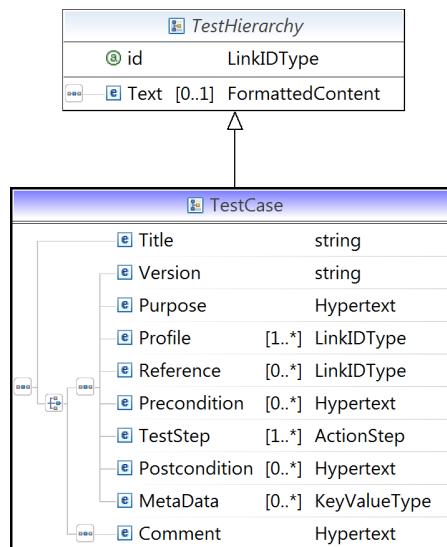 TestHierarchy
a id LinkIDType
e Text [0..1] FormattedContent
TestCase
e Title string
e Version string
e Purpose Hypertext
e Profile [1..*] LinkIDType
e Reference [0..*] LinkIDType
e Precondition [0..*] Hypertext
e TestStep [1..*] ActionStep
e Postcondition [0..*] Hypertext
e MetaData [0..*] KeyValueType
e Comment Hypertext